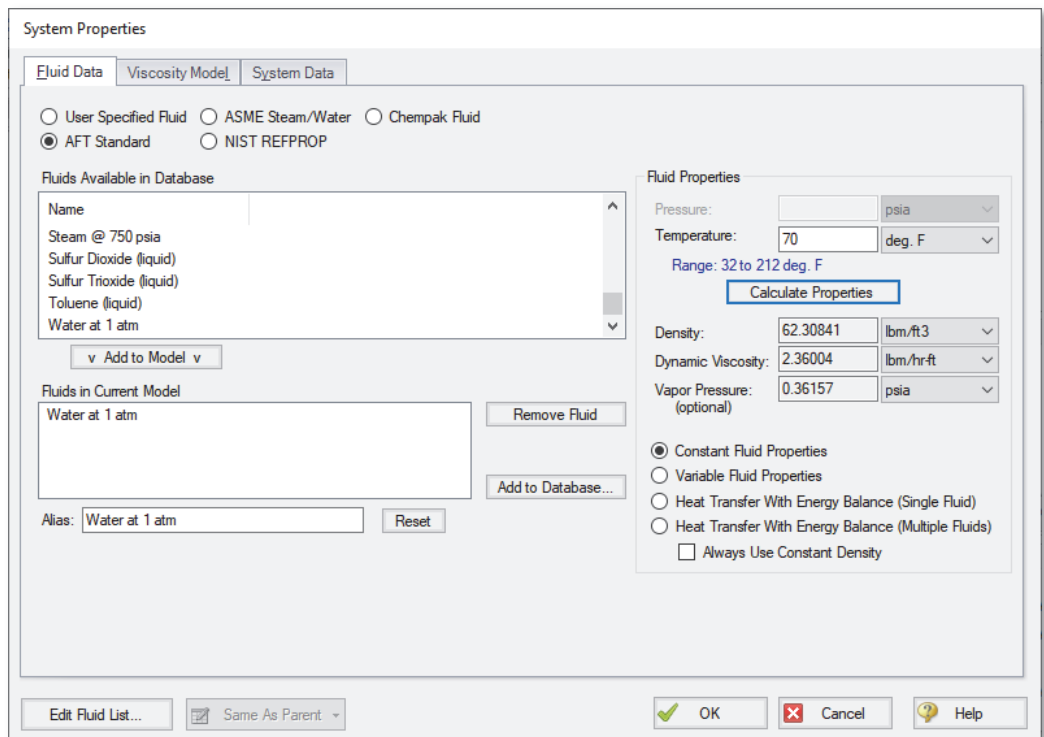 System Properties
Fluid Data Viscosity Model System Data
User Specified Fluid ASME Steam/Water Chempak Fluid
AFT Standard NIST REFPROP
Fluids Available in Database
Name
Steam @ 750 psia
Sulfur Dioxide (liquid)
Sulfur Trioxide (liquid)
Toluene (liquid)
Water at 1 atm
v Add to Model v
Fluids in Current Model
Water at 1 atm
Remove Fluid
Add to Database...
Alias: Water at 1 atm Reset
Fluid Properties
Pressure: psia
Temperature: 70 deg. F
Range: 32 to 212 deg. F
Calculate Properties
Density: 62.30841 lbm/ft3
Dynamic Viscosity: 2.36004 lbm/hr-ft
Vapor Pressure: 0.36157 psia
(optional)
Constant Fluid Properties
Variable Fluid Properties
Heat Transfer With Energy Balance (Single Fluid)
Heat Transfer With Energy Balance (Multiple Fluids)
Always Use Constant Density
Edit Fluid List... Same As Parent OK Cancel Help